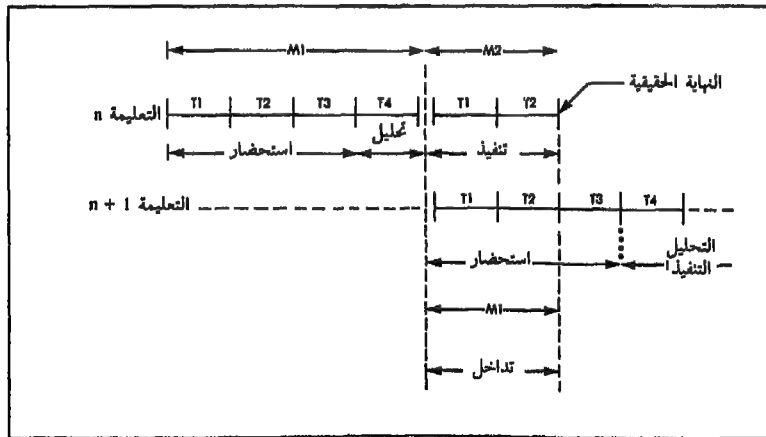 M1 M2
النهاية الحقيقية
التعليمة n T1 T2 T3 T4 T1 T2
تحليل
استحضار تنفيذ
التعليمة n + 1 T1 T2 T3 T4
التحليل
استحضار التنفيذ
M1
تداخل